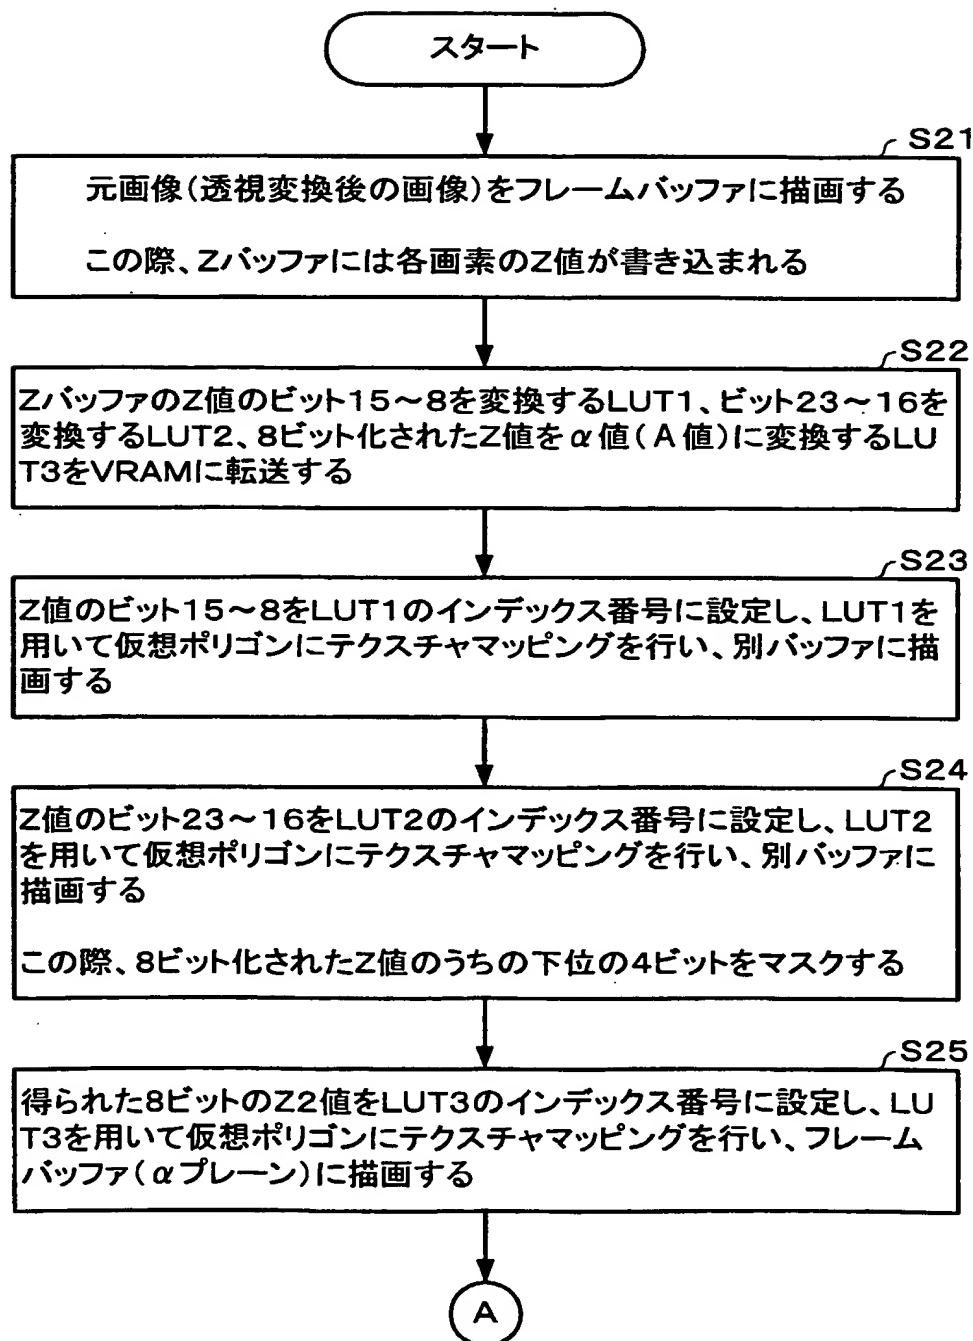 スタート
S21
元画像(透視変換後の画像)をフレームバッファに描画する
この際、Zバッファには各画素のZ値が書き込まれる
S22
ZバッファのZ値のビット15～8を変換するLUT1、ビット23～16を
変換するLUT2、8ビット化されたZ値をα値(A値)に変換するLU
T3をVRAMに転送する
S23
Z値のビット15～8をLUT1のインデックス番号に設定し、LUT1を
用いて仮想ポリゴンにテクスチャマッピングを行い、別バッファに描
画する
S24
Z値のビット23～16をLUT2のインデックス番号に設定し、LUT2
を用いて仮想ポリゴンにテクスチャマッピングを行い、別バッファに
描画する
この際、8ビット化されたZ値のうちの下位の4ビットをマスクする
S25
得られた8ビットのZ2値をLUT3のインデックス番号に設定し、LU
T3を用いて仮想ポリゴンにテクスチャマッピングを行い、フレーム
バッファ(αプレーン)に描画する
A